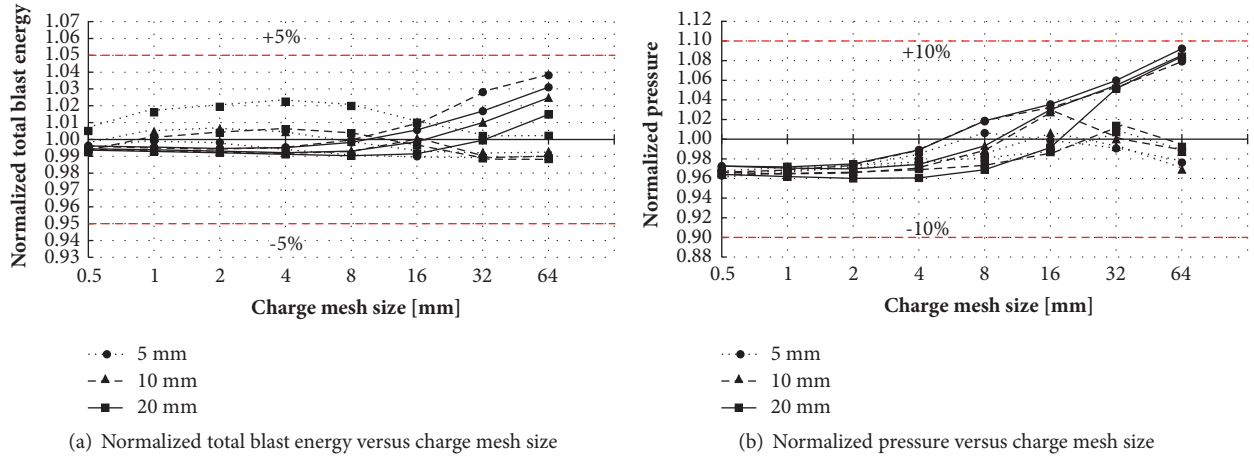 1.07
1.06
1.05
1.04
1.03
1.02
1.01
1.00
0.99
0.98
0.97
0.96
0.95
0.94
0.93
Normalized total blast energy
+5%
-5%
0.5 1 2 4 8 16 32 64
Charge mesh size [mm]
5 mm
10 mm
20 mm
(a) Normalized total blast energy versus charge mesh size
1.12
1.10
1.08
1.06
1.04
1.02
1.00
0.98
0.96
0.94
0.92
0.90
0.88
Normalized pressure
+10%
-10%
0.5 1 2 4 8 16 32 64
Charge mesh size [mm]
5 mm
10 mm
20 mm
(b) Normalized pressure versus charge mesh size